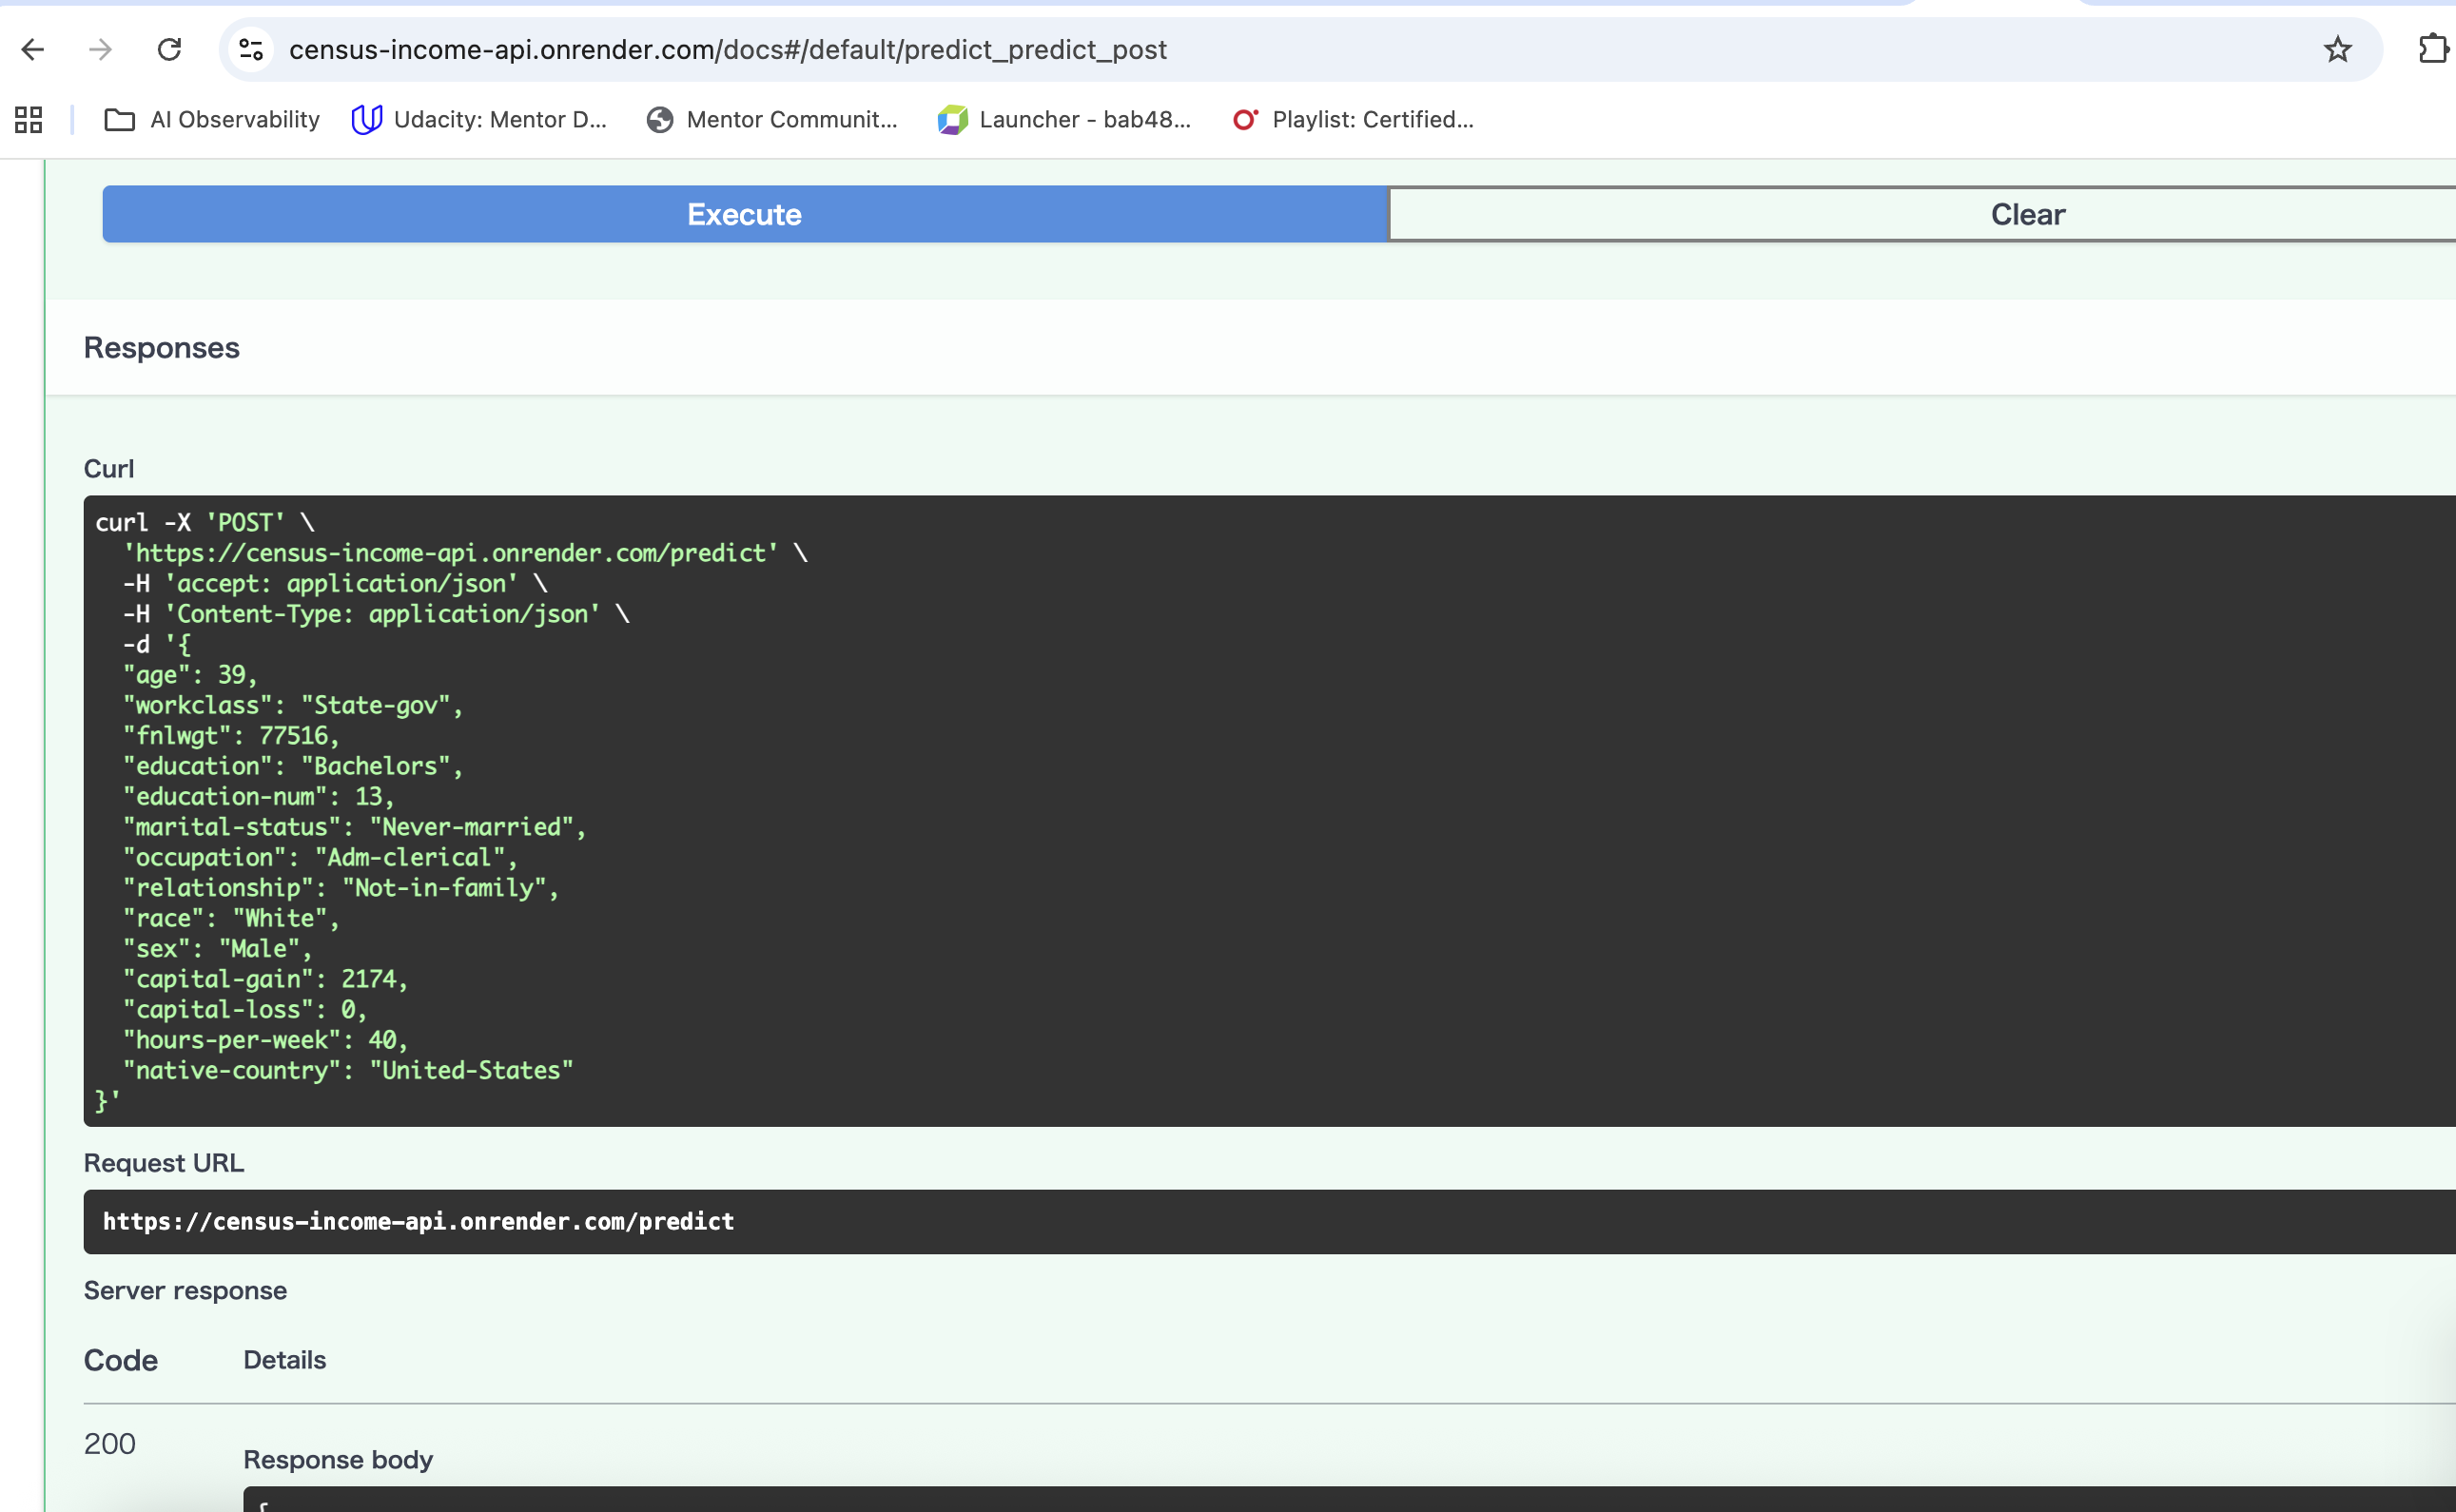 census-income-api.onrender.com/docs#/default/predict_predict_post
AI Observability
Udacity: Mentor D...
Mentor Communit...
Launcher - bab48...
Playlist: Certified...
Execute
Clear
Responses
Curl
curl -X 'POST' \
  'https://census-income-api.onrender.com/predict' \
  -H 'accept: application/json' \
  -H 'Content-Type: application/json' \
  -d '{
  "age": 39,
  "workclass": "State-gov",
  "fnlwgt": 77516,
  "education": "Bachelors",
  "education-num": 13,
  "marital-status": "Never-married",
  "occupation": "Adm-clerical",
  "relationship": "Not-in-family",
  "race": "White",
  "sex": "Male",
  "capital-gain": 2174,
  "capital-loss": 0,
  "hours-per-week": 40,
  "native-country": "United-States"
}'
Request URL
https://census-income-api.onrender.com/predict
Server response
Code
Details
200
Response body
{